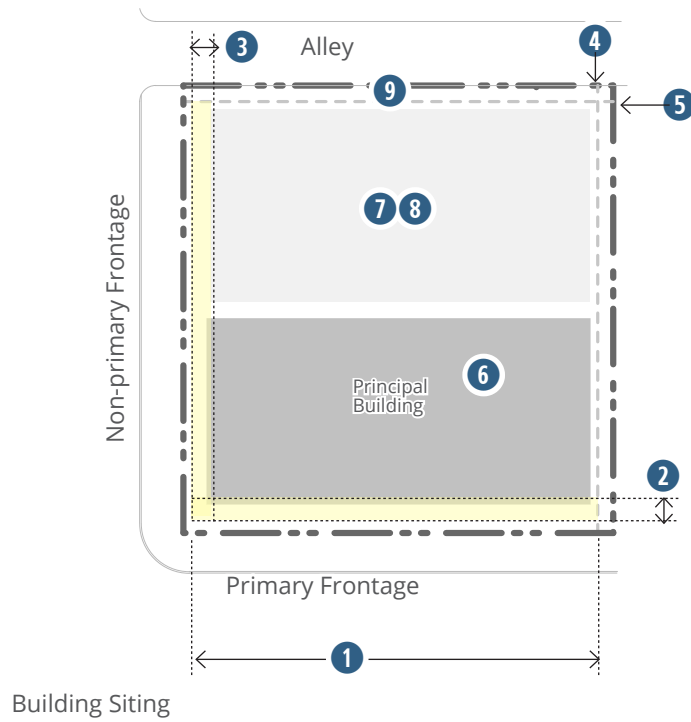 3
Alley
4
9
5
7 8
Non-primary Frontage
6
Principal
Building
2
Primary Frontage
1
Building Siting